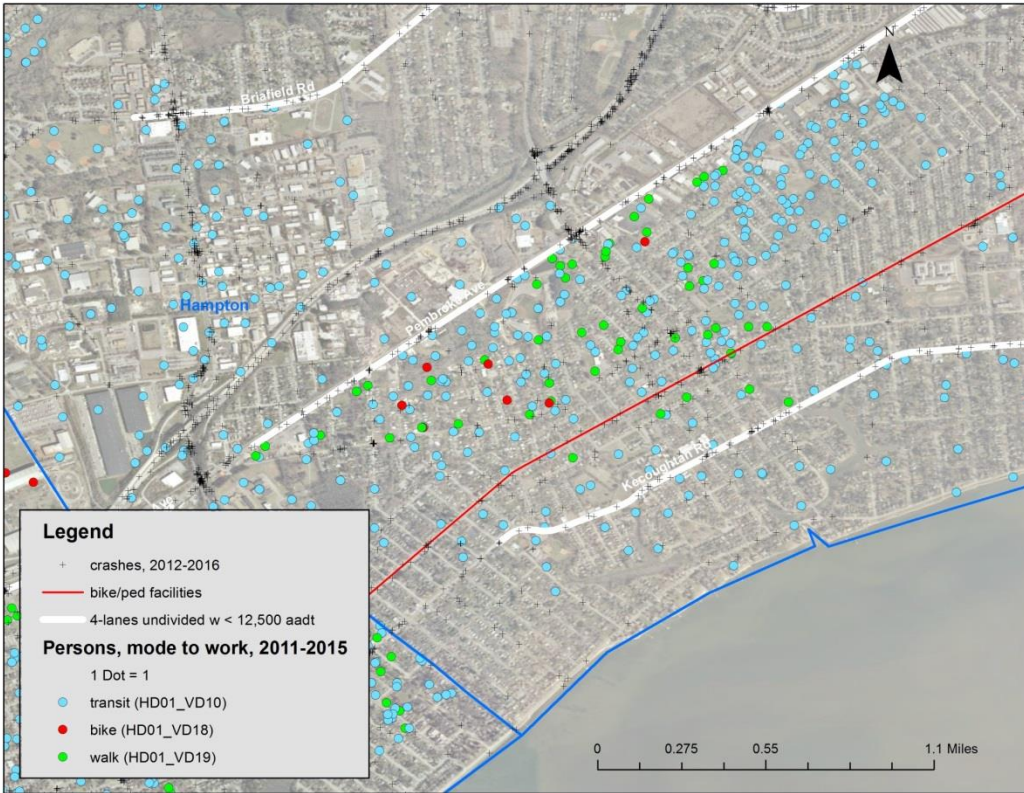 N
Briarfield Rd
Hampton
Pembroke Ave
Kecoughtan Rd
Ave
Legend
crashes, 2012-2016
bike/ped facilities
4-lanes undivided w < 12,500 aadt
Persons, mode to work, 2011-2015
1 Dot = 1
transit (HD01_VD10)
bike (HD01_VD18)
walk (HD01_VD19)
0 0.275 0.55 1.1 Miles